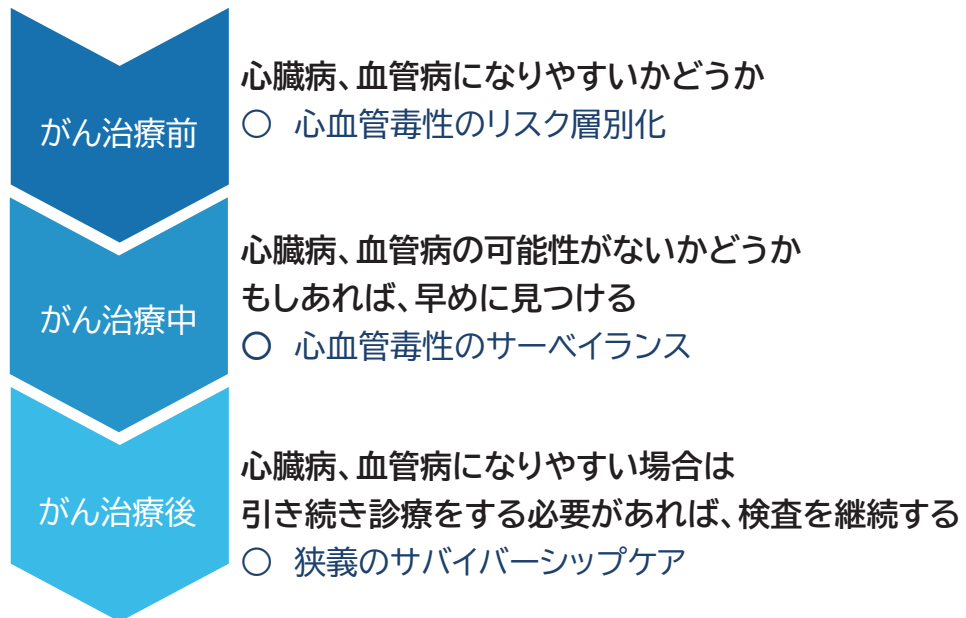 がん治療前
心臓病、血管病になりやすいかどうか
○ 心血管毒性のリスク層別化
がん治療中
心臓病、血管病の可能性がないかどうか
もしあれば、早めに見つける
○ 心血管毒性のサーベイランス
がん治療後
心臓病、血管病になりやすい場合は
引き続き診療をする必要があれば、検査を継続する
○ 狭義のサバイバーシップケア